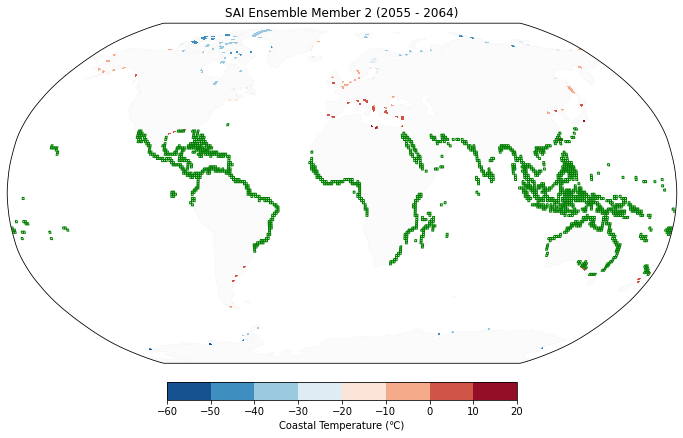 SAI Ensemble Member 2 (2055 - 2064)
−60 −50 −40 −30 −20 −10 0 10 20
Coastal Temperature (℃)